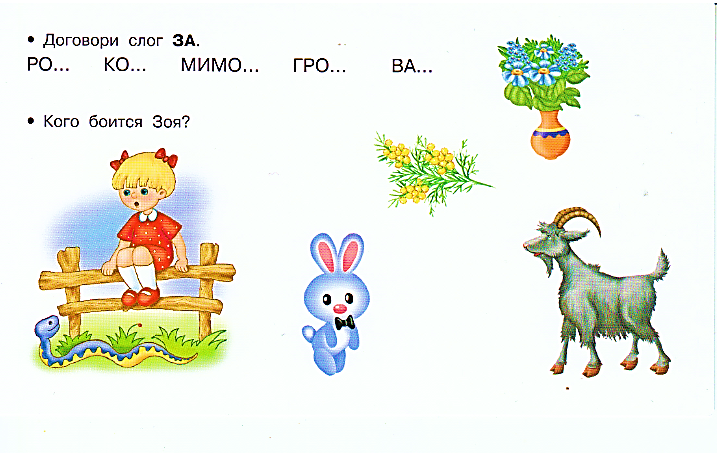 • Договори слог ЗА.
РО... КО... МИМО... ГРО... ВА...
• Кого боится Зоя?